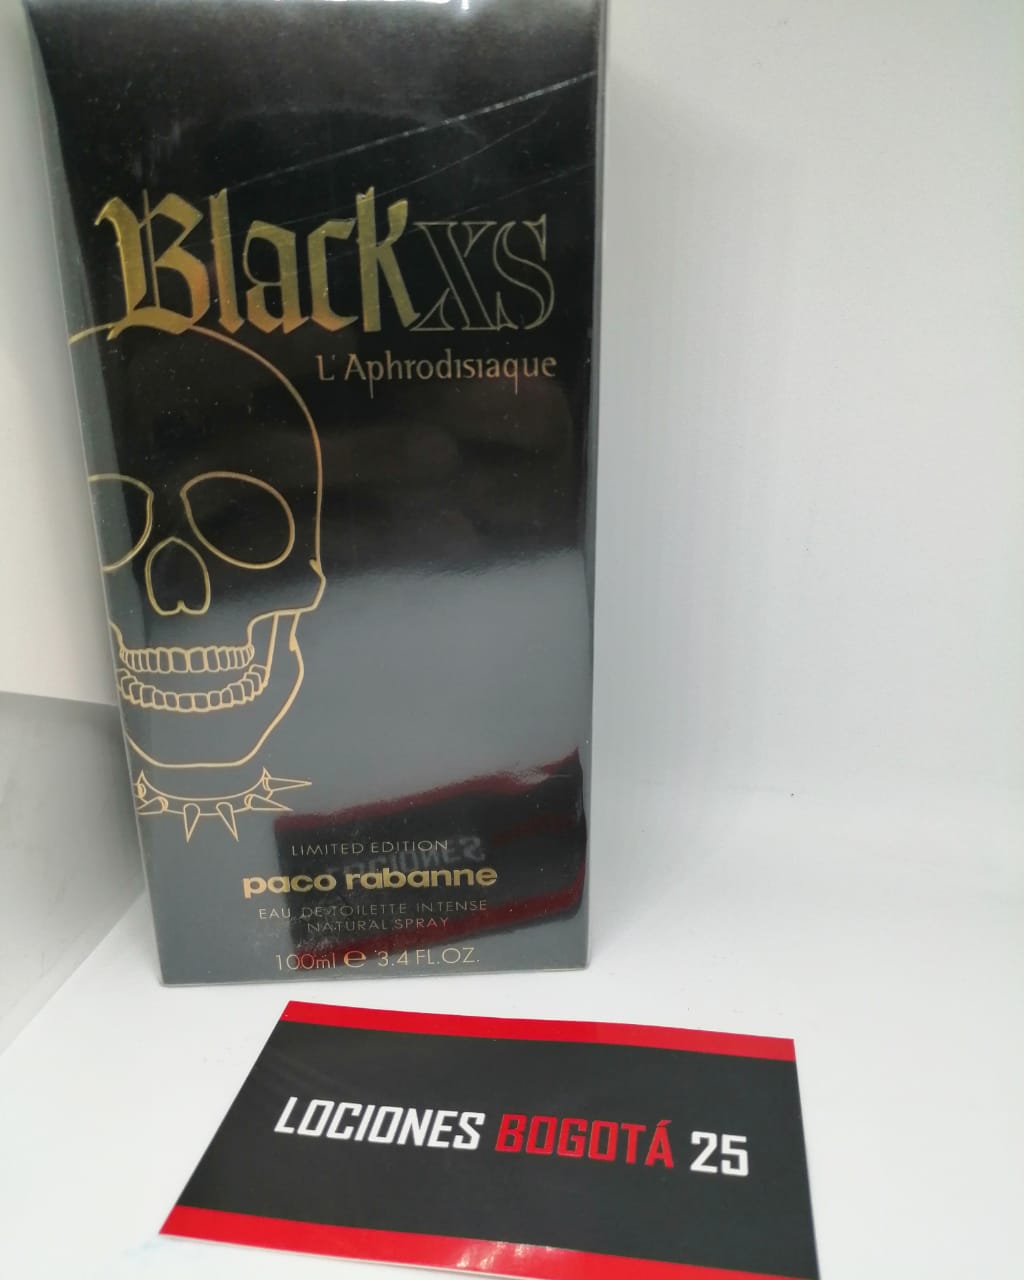 Black XS
L'Aphrodisiaque
LIMITED EDITION
paco rabanne
EAU DE TOILETTE INTENSE
NATURAL SPRAY
100ml e 3.4 FL.OZ.
LOCIONES BOGOTÁ 25